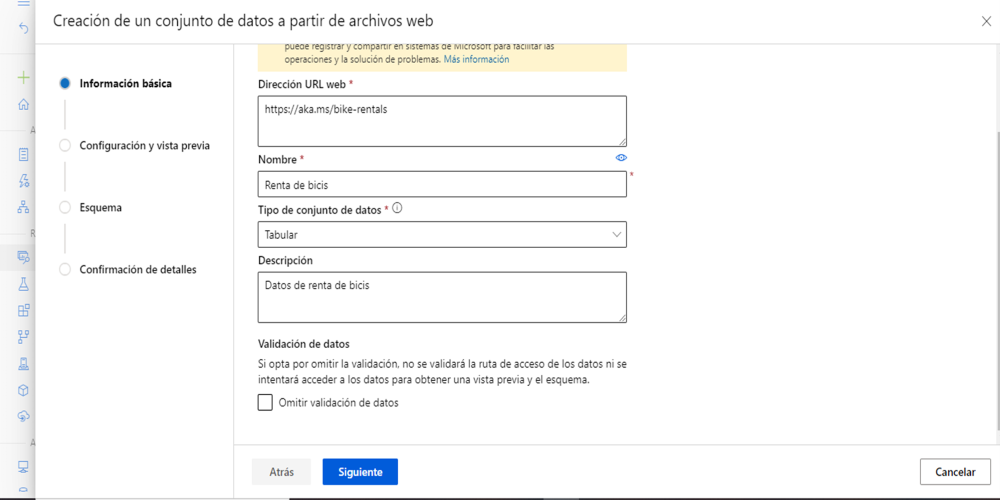 Creación de un conjunto de datos a partir de archivos web
puede registrar y compartir en sistemas de Microsoft para facilitar las
operaciones y la solución de problemas. Más información
Información básica
Configuración y vista previa
Esquema
Confirmación de detalles
Dirección URL web *
https://aka.ms/bike-rentals
Nombre *
Renta de bicis
*
Tipo de conjunto de datos *
Tabular
Descripción
Datos de renta de bicis
Validación de datos
Si opta por omitir la validación, no se validará la ruta de acceso de los datos ni se
intentará acceder a los datos para obtener una vista previa y el esquema.
Omitir validación de datos
Atrás
Siguiente
Cancelar